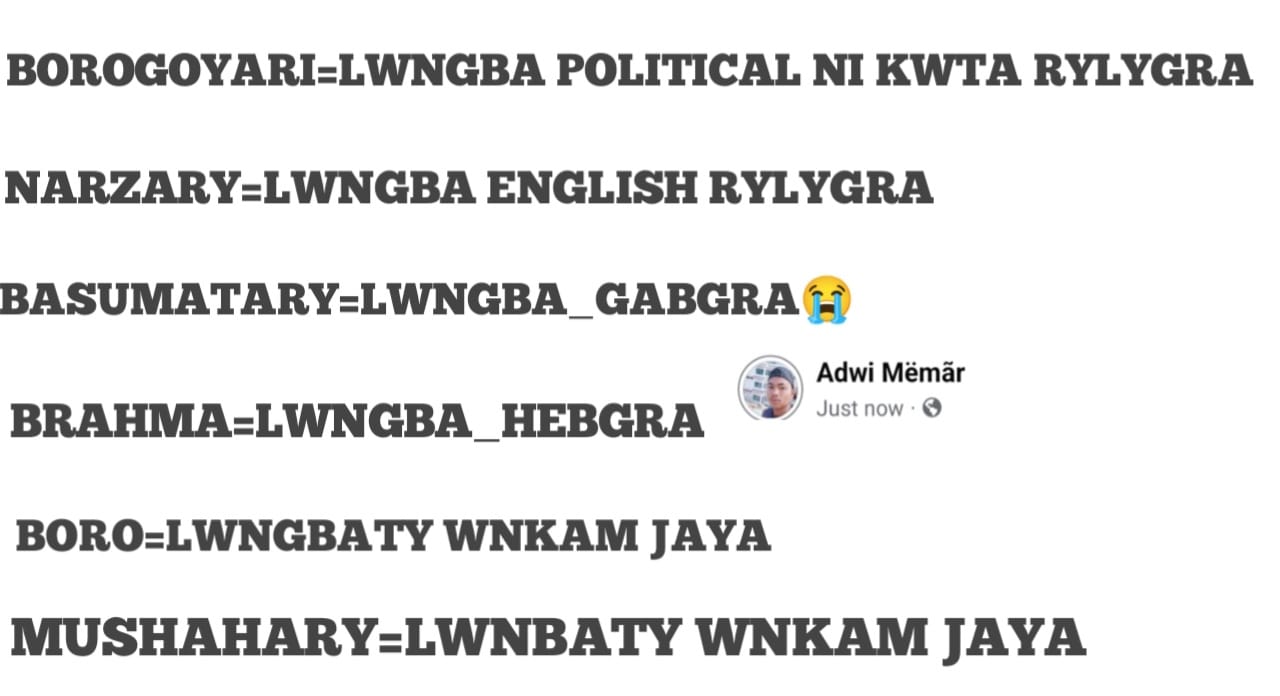 BOROGOYARI=LWNGBA POLITICAL NI KWTA RYLYGRA
NARZARY=LWNGBA ENGLISH RYLYGRA
BASUMATARY=LWNGBA_GABGRA😭
Adwi Mëmãr
Just now ·
BRAHMA=LWNGBA_HEBGRA
BORO=LWNGBATY WNKAM JAYA
MUSHAHARY=LWNBATY WNKAM JAYA